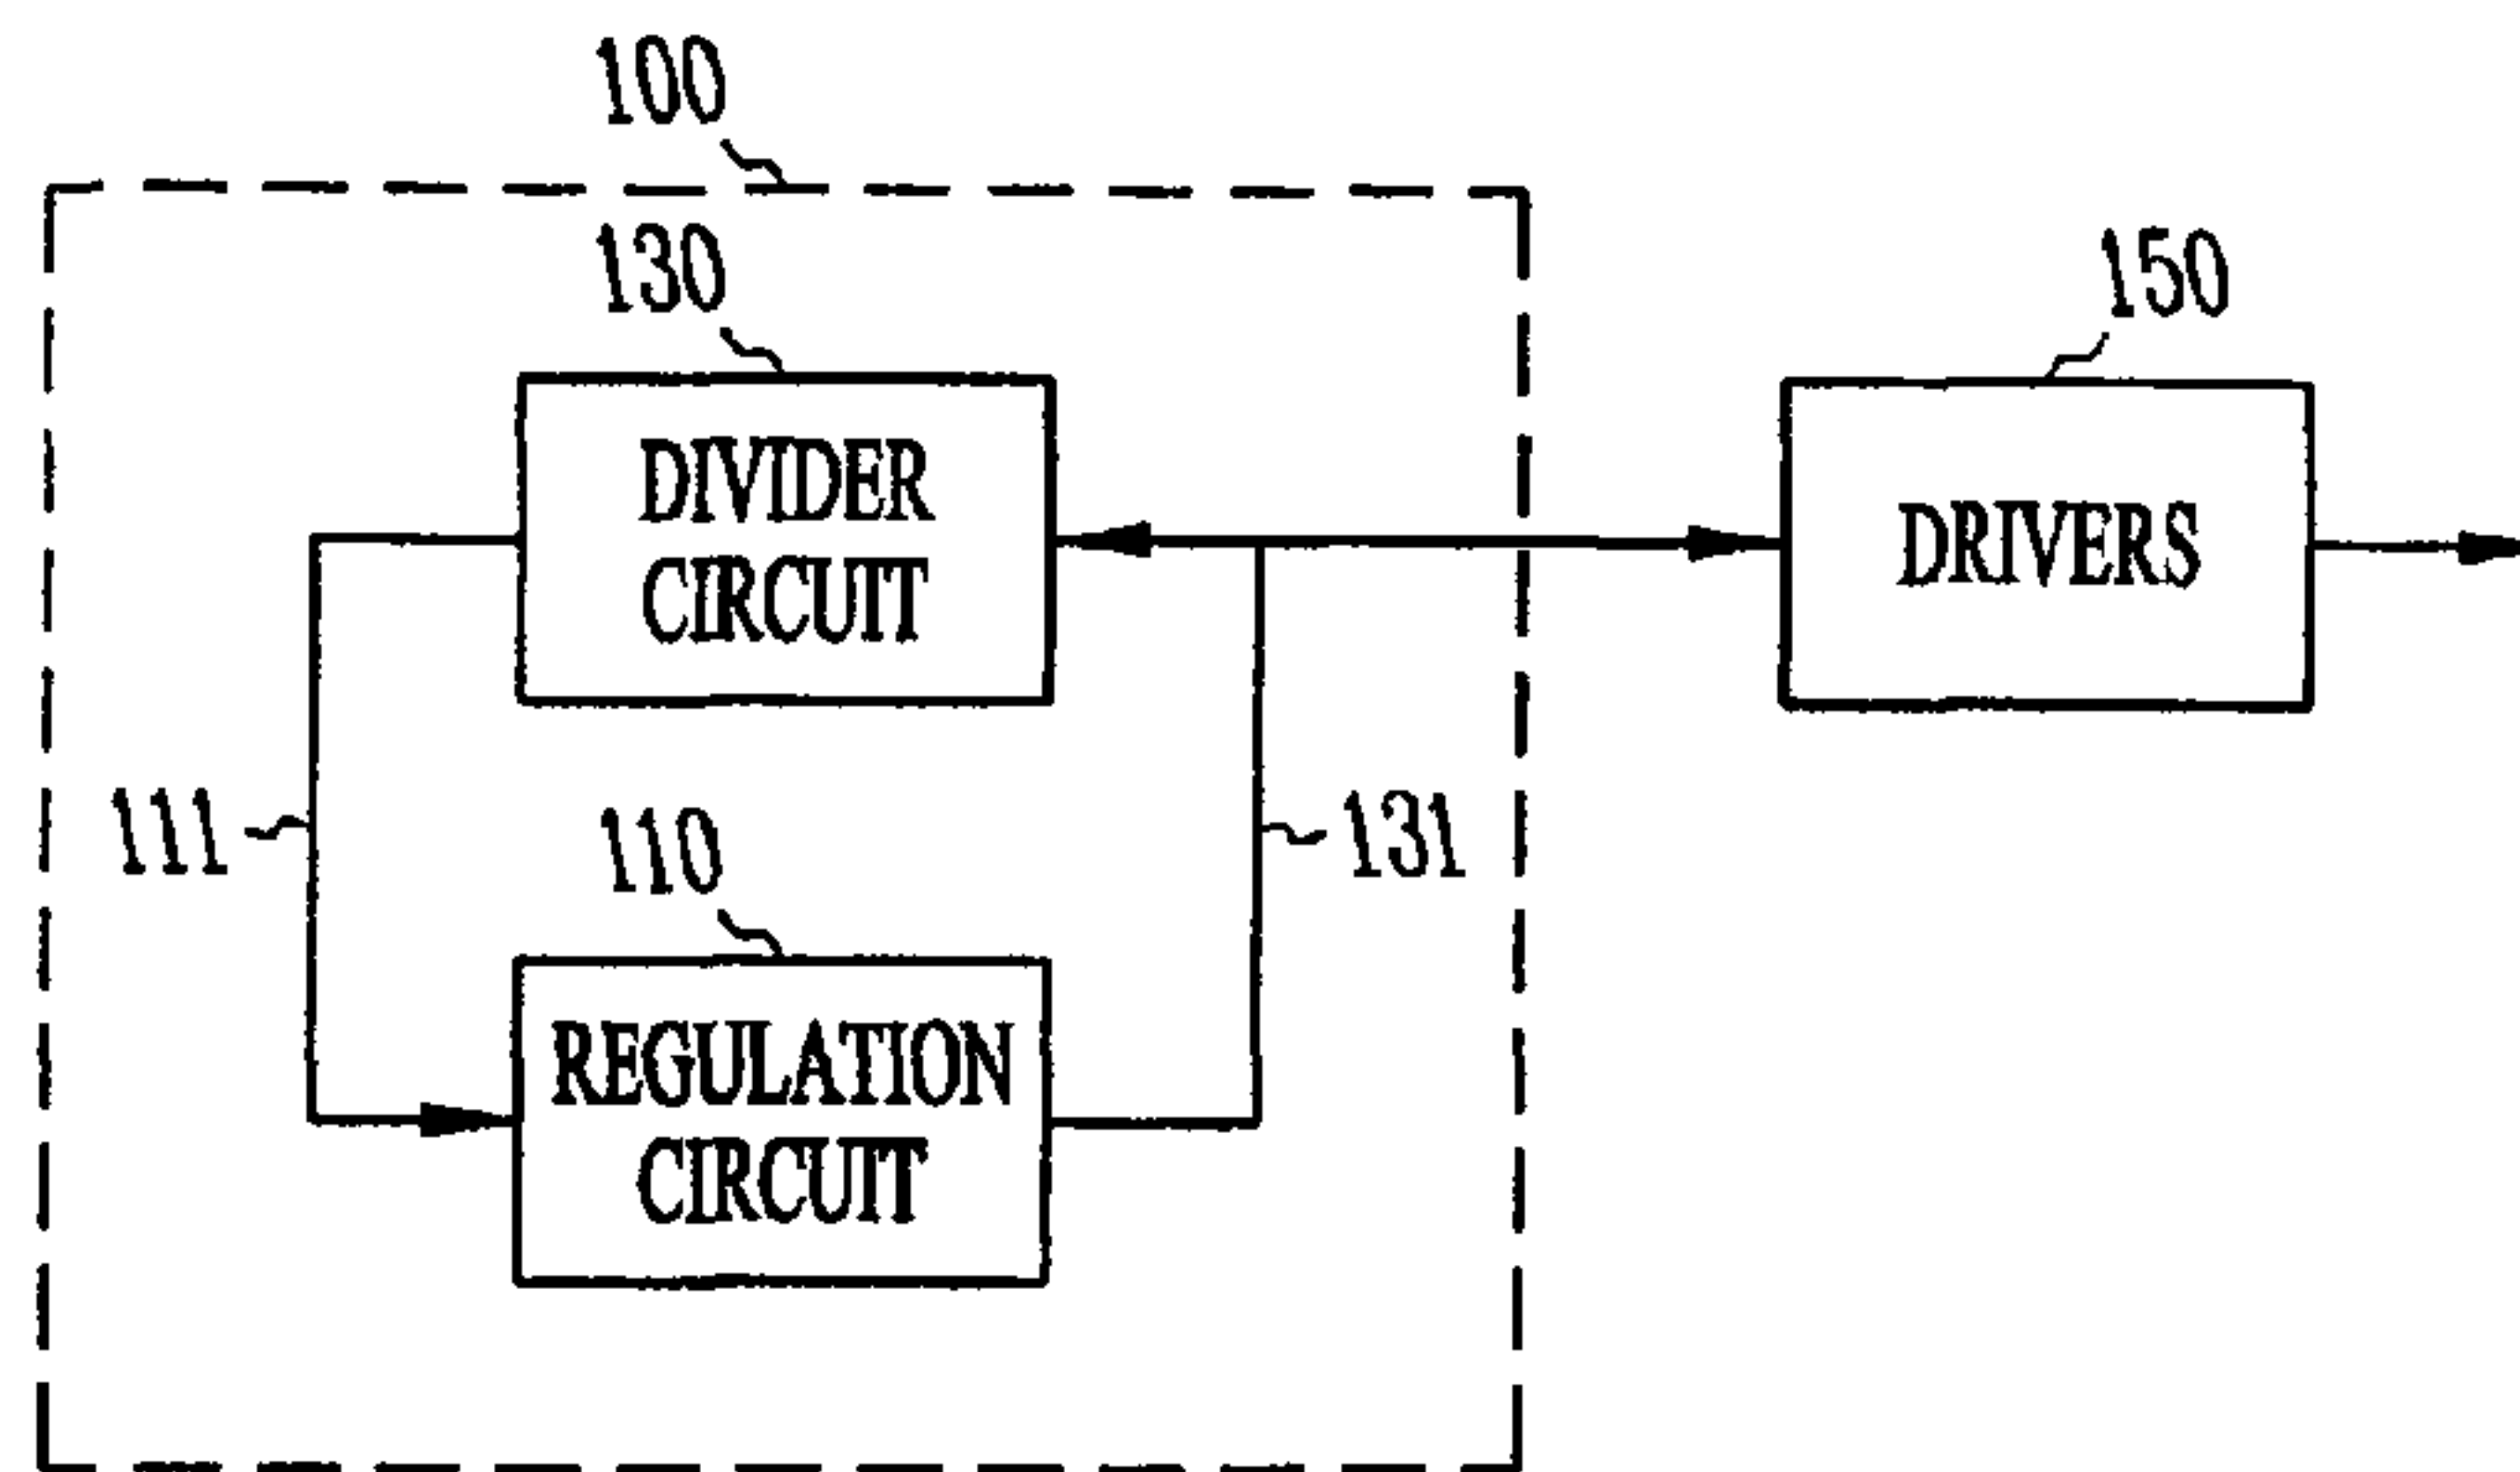 100
130
150
DIVIDER
CIRCUIT
DRIVERS
111
110
131
REGULATION
CIRCUIT